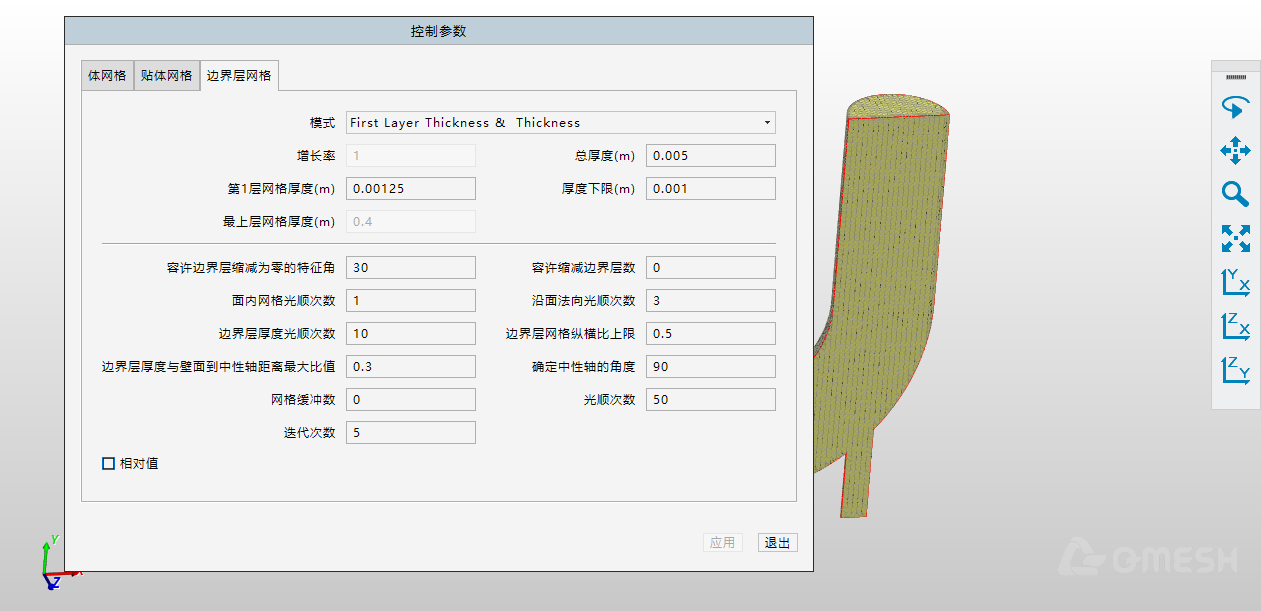 控制参数
体网格 贴体网格 边界层网格
模式 First Layer Thickness & Thickness
增长率 1 总厚度(m) 0.005
第1层网格厚度(m) 0.00125 厚度下限(m) 0.001
最上层网格厚度(m) 0.4
容许边界层缩减为零的特征角 30 容许缩减边界层数 0
面内网格光顺次数 1 沿面法向光顺次数 3
边界层厚度光顺次数 10 边界层网格纵横比上限 0.5
边界层厚度与壁面到中性轴距离最大比值 0.3 确定中性轴的角度 90
网格缓冲数 0 光顺次数 50
迭代次数 5
相对值
应用 退出
Y
Z
Y X
Z X
Z Y
QMESH